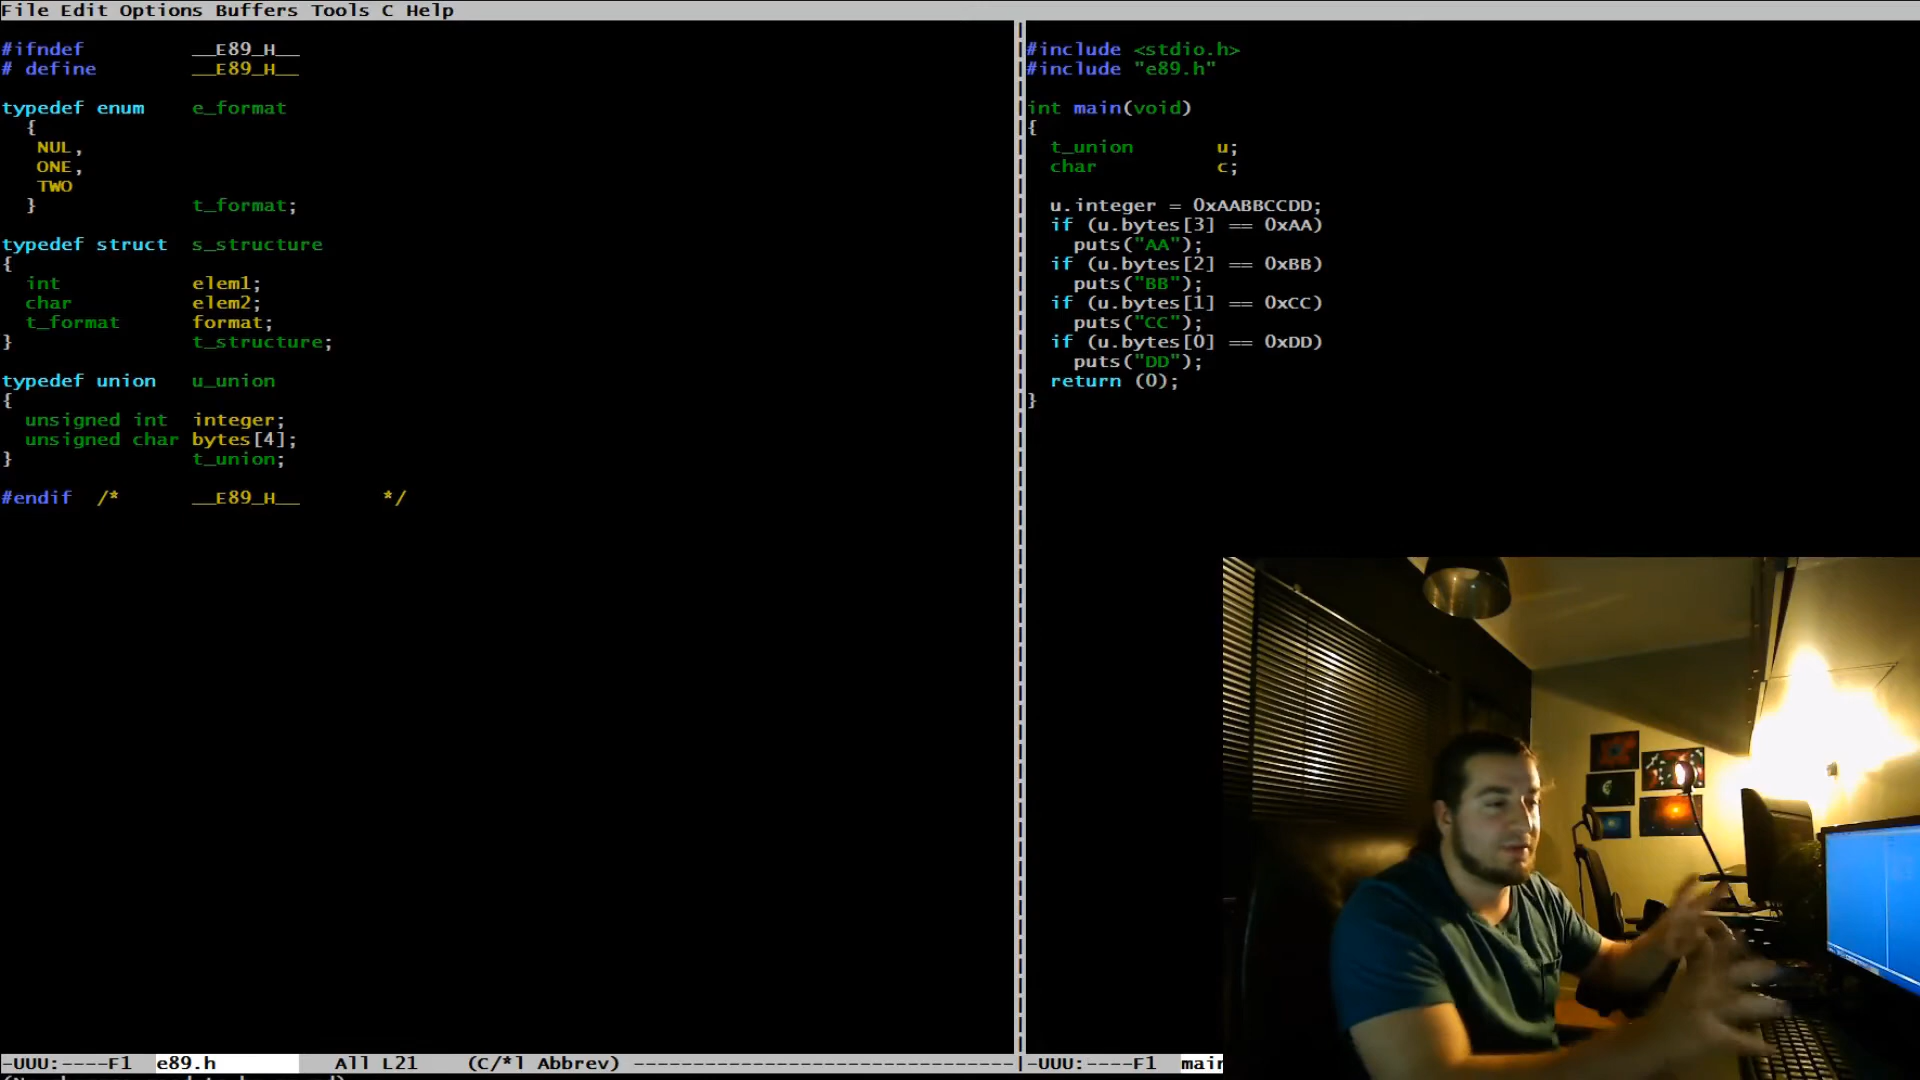 File Edit Options Buffers Tools C Help
#ifndef __E89_H__
# define __E89_H__
typedef enum e_format
{
NUL,
ONE,
TWO
} t_format;
typedef struct s_structure
{
int elem1;
char elem2;
t_format format;
} t_structure;
typedef union u_union
{
unsigned int integer;
unsigned char bytes[4];
} t_union;
#endif /* __E89_H__ */
-UUU:----F1 e89.h All L21 (C/*l Abbrev)
#include <stdio.h>
#include "e89.h"
int main(void)
{
t_union u;
char c;
u.integer = 0xAABBCCDD;
if (u.bytes[3] == 0xAA)
puts("AA");
if (u.bytes[2] == 0xBB)
puts("BB");
if (u.bytes[1] == 0xCC)
puts("CC");
if (u.bytes[0] == 0xDD)
puts("DD");
return (0);
}
-UUU:----F1 main